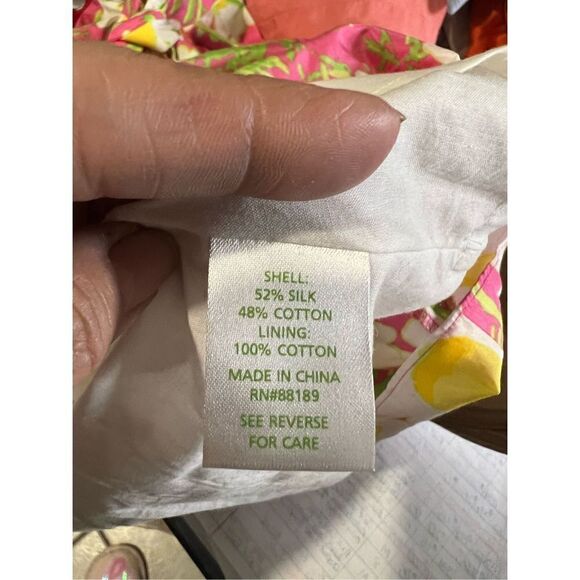 SHELL:
52% SILK
48% COTTON
LINING:
100% COTTON
MADE IN CHINA
RN#88189
SEE REVERSE
FOR CARE